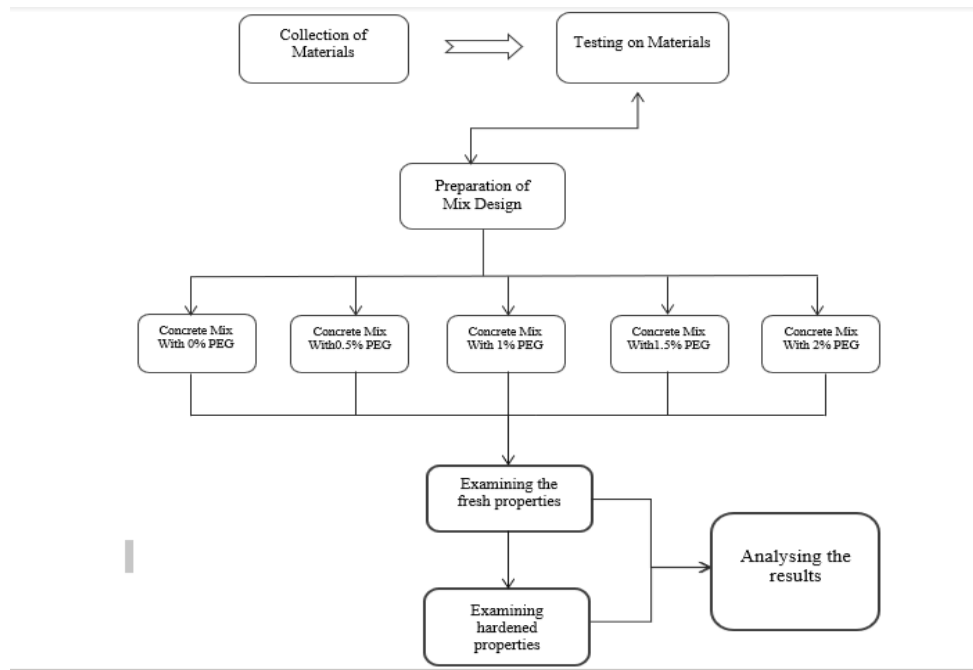 Collection of
Materials
Testing on Materials
Preparation of
Mix Design
Concrete Mix
With 0% PEG
Concrete Mix
With0.5% PEG
Concrete Mix
With 1% PEG
Concrete Mix
With1.5% PEG
Concrete Mix
With 2% PEG
Examining the
fresh properties
Analysing the
results
Examining
hardened
properties